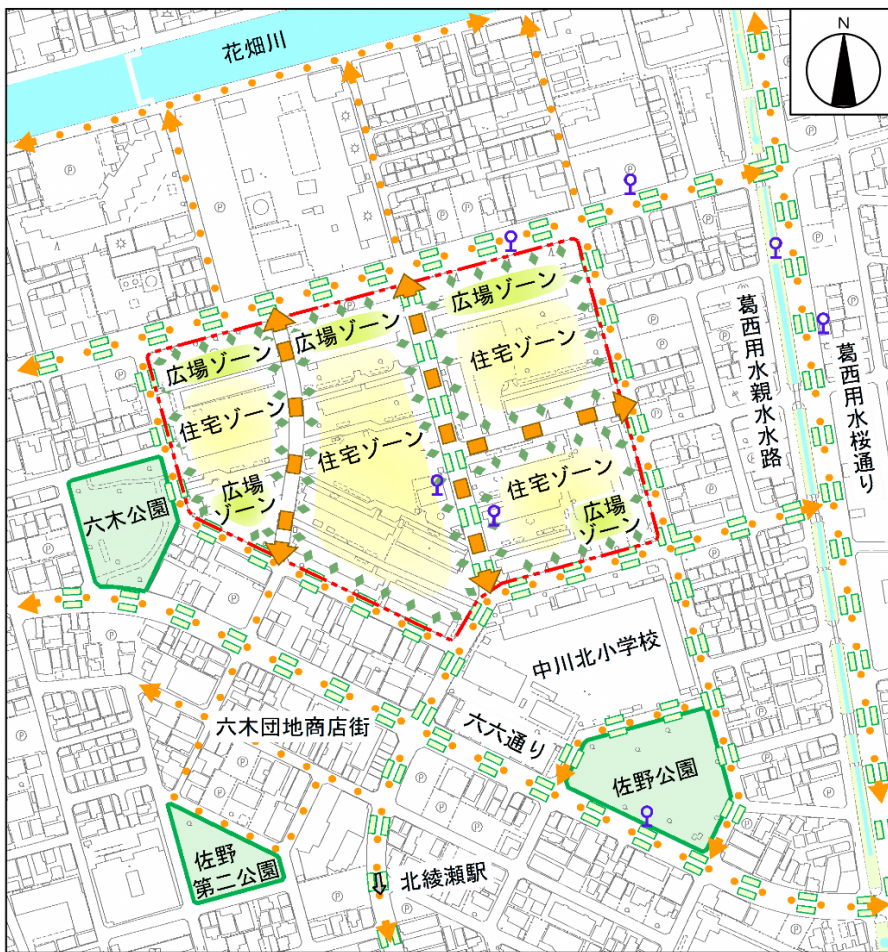 花畑川
N
広場ゾーン
広場ゾーン
広場ゾーン
住宅ゾーン
住宅ゾーン
住宅ゾーン
住宅ゾーン
広場
ゾーン
広場
ゾーン
葛西用水親水水路
葛西用水桜通り
六木公園
中川北小学校
六木団地商店街
六六通り
佐野公園
佐野
第二公園
北綾瀬駅